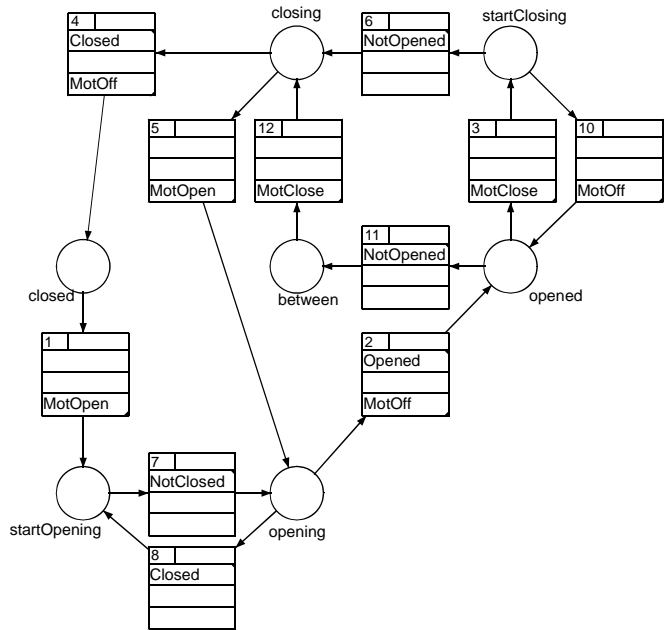 4
Closed
MotOff
closing
6
NotOpened
startClosing
5
MotOpen
12
MotClose
3
MotClose
10
MotOff
closed
between
11
NotOpened
opened
1
MotOpen
2
Opened
MotOff
startOpening
7
NotClosed
opening
8
Closed